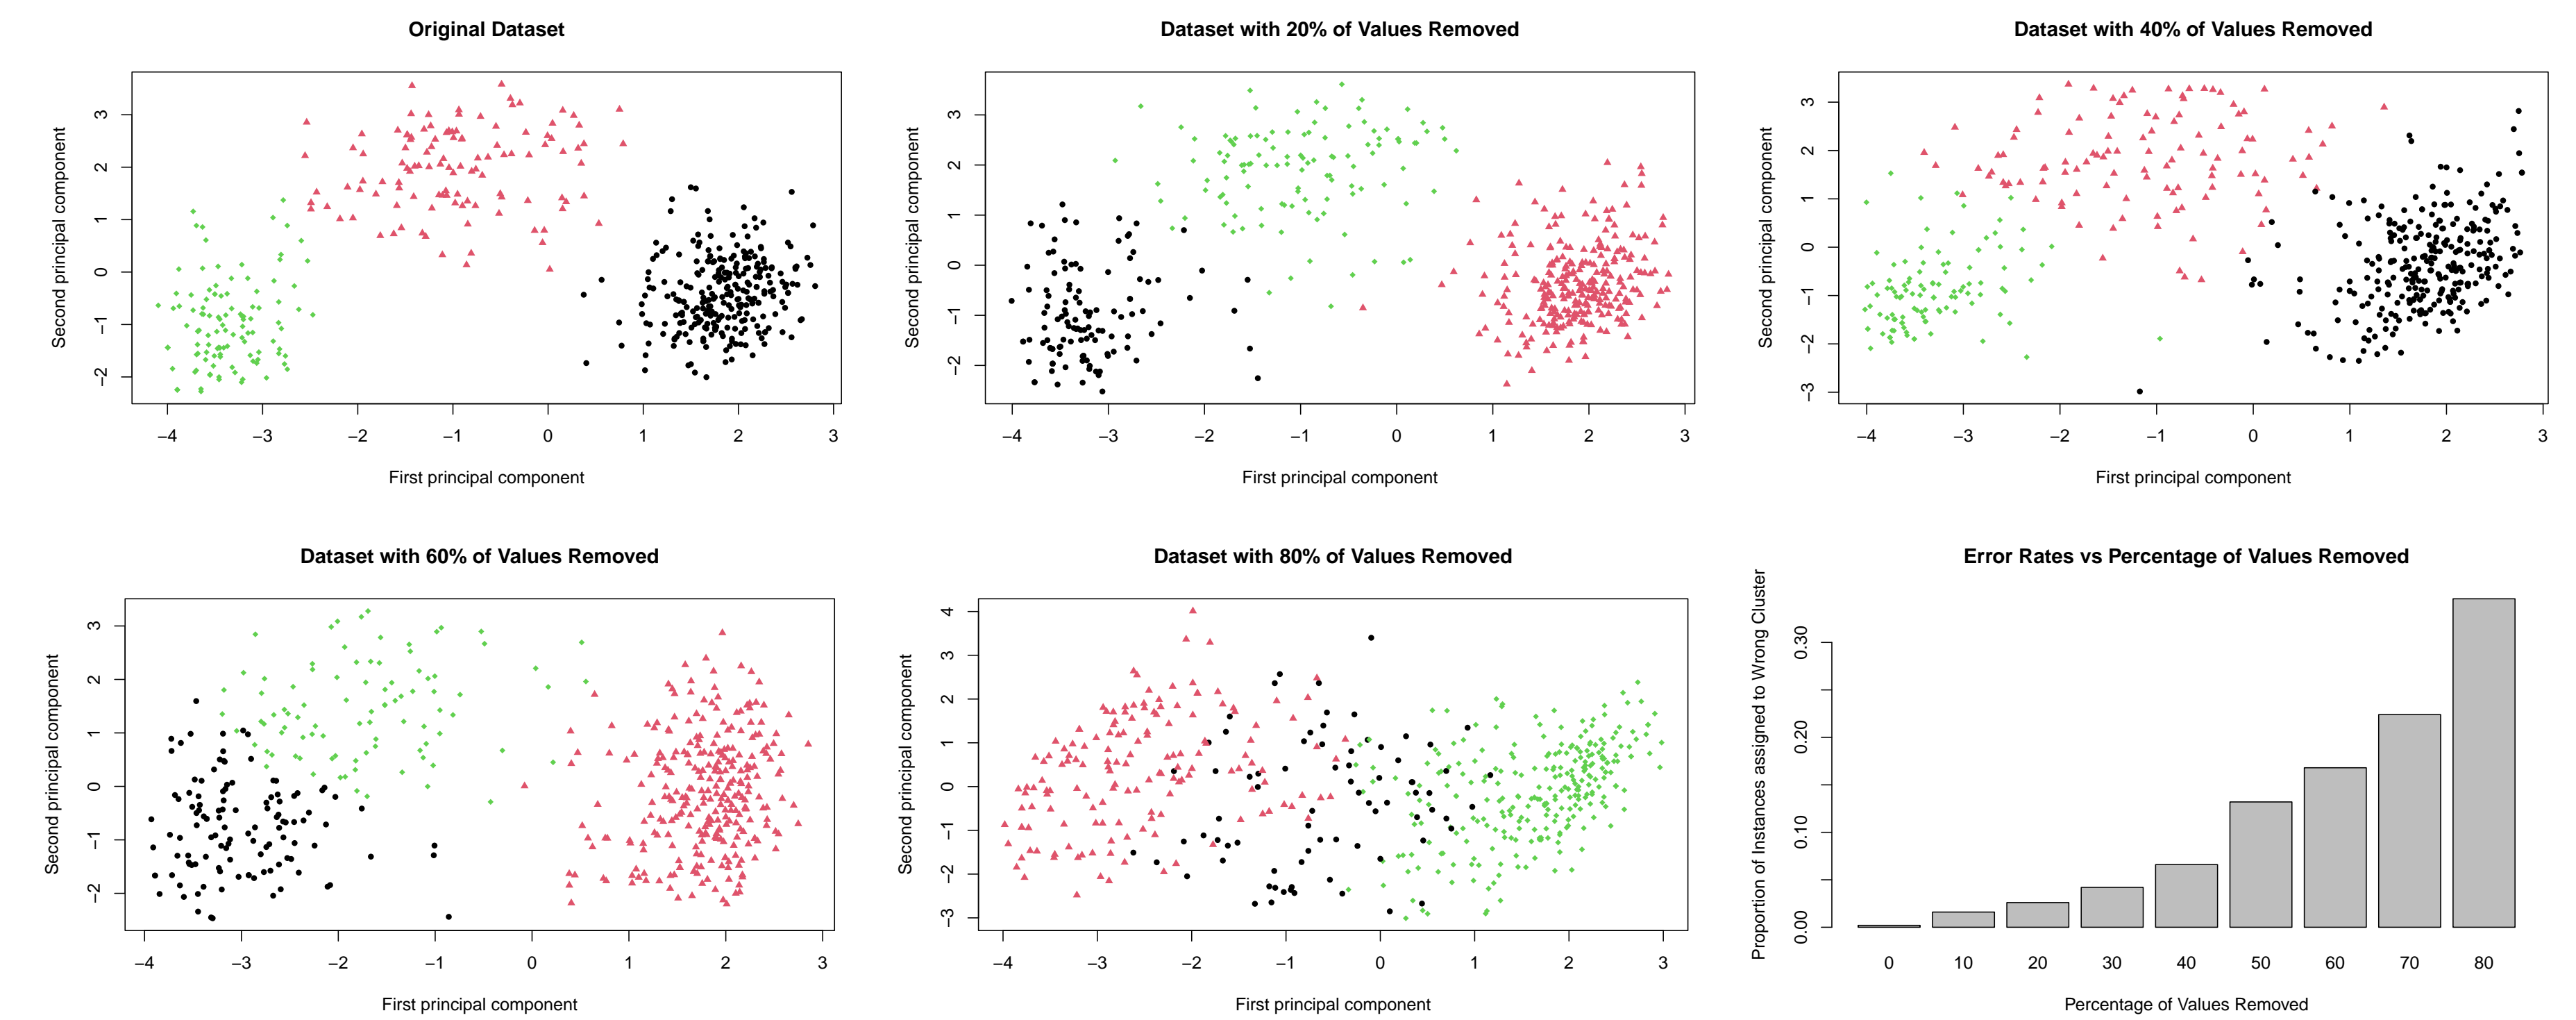 Original Dataset
3
2
1
0
−1
−2
Second principal component
−4 −3 −2 −1 0 1 2 3
First principal component
Dataset with 20% of Values Removed
3
2
1
0
−1
−2
Second principal component
−4 −3 −2 −1 0 1 2 3
First principal component
Dataset with 40% of Values Removed
3
2
1
0
−1
−2
−3
Second principal component
−4 −3 −2 −1 0 1 2 3
First principal component
Dataset with 60% of Values Removed
3
2
1
0
−1
−2
Second principal component
−4 −3 −2 −1 0 1 2 3
First principal component
Dataset with 80% of Values Removed
4
3
2
1
0
−1
−2
−3
Second principal component
−4 −3 −2 −1 0 1 2 3
First principal component
Error Rates vs Percentage of Values Removed
0.30
0.20
0.10
0.00
Proportion of Instances assigned to Wrong Cluster
0 10 20 30 40 50 60 70 80
Percentage of Values Removed